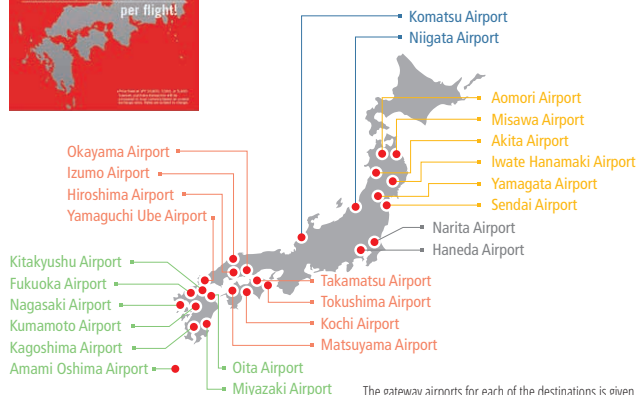 per flight!
Komatsu Airport
Niigata Airport
Aomori Airport
Misawa Airport
Akita Airport
Iwate Hanamaki Airport
Yamagata Airport
Sendai Airport
Narita Airport
Haneda Airport
Okayama Airport
Izumo Airport
Hiroshima Airport
Yamaguchi Ube Airport
Kitakyushu Airport
Fukuoka Airport
Nagasaki Airport
Kumamoto Airport
Kagoshima Airport
Amami Oshima Airport
Takamatsu Airport
Tokushima Airport
Kochi Airport
Matsuyama Airport
Oita Airport
Miyazaki Airport
The gateway airports for each of the destinations is given